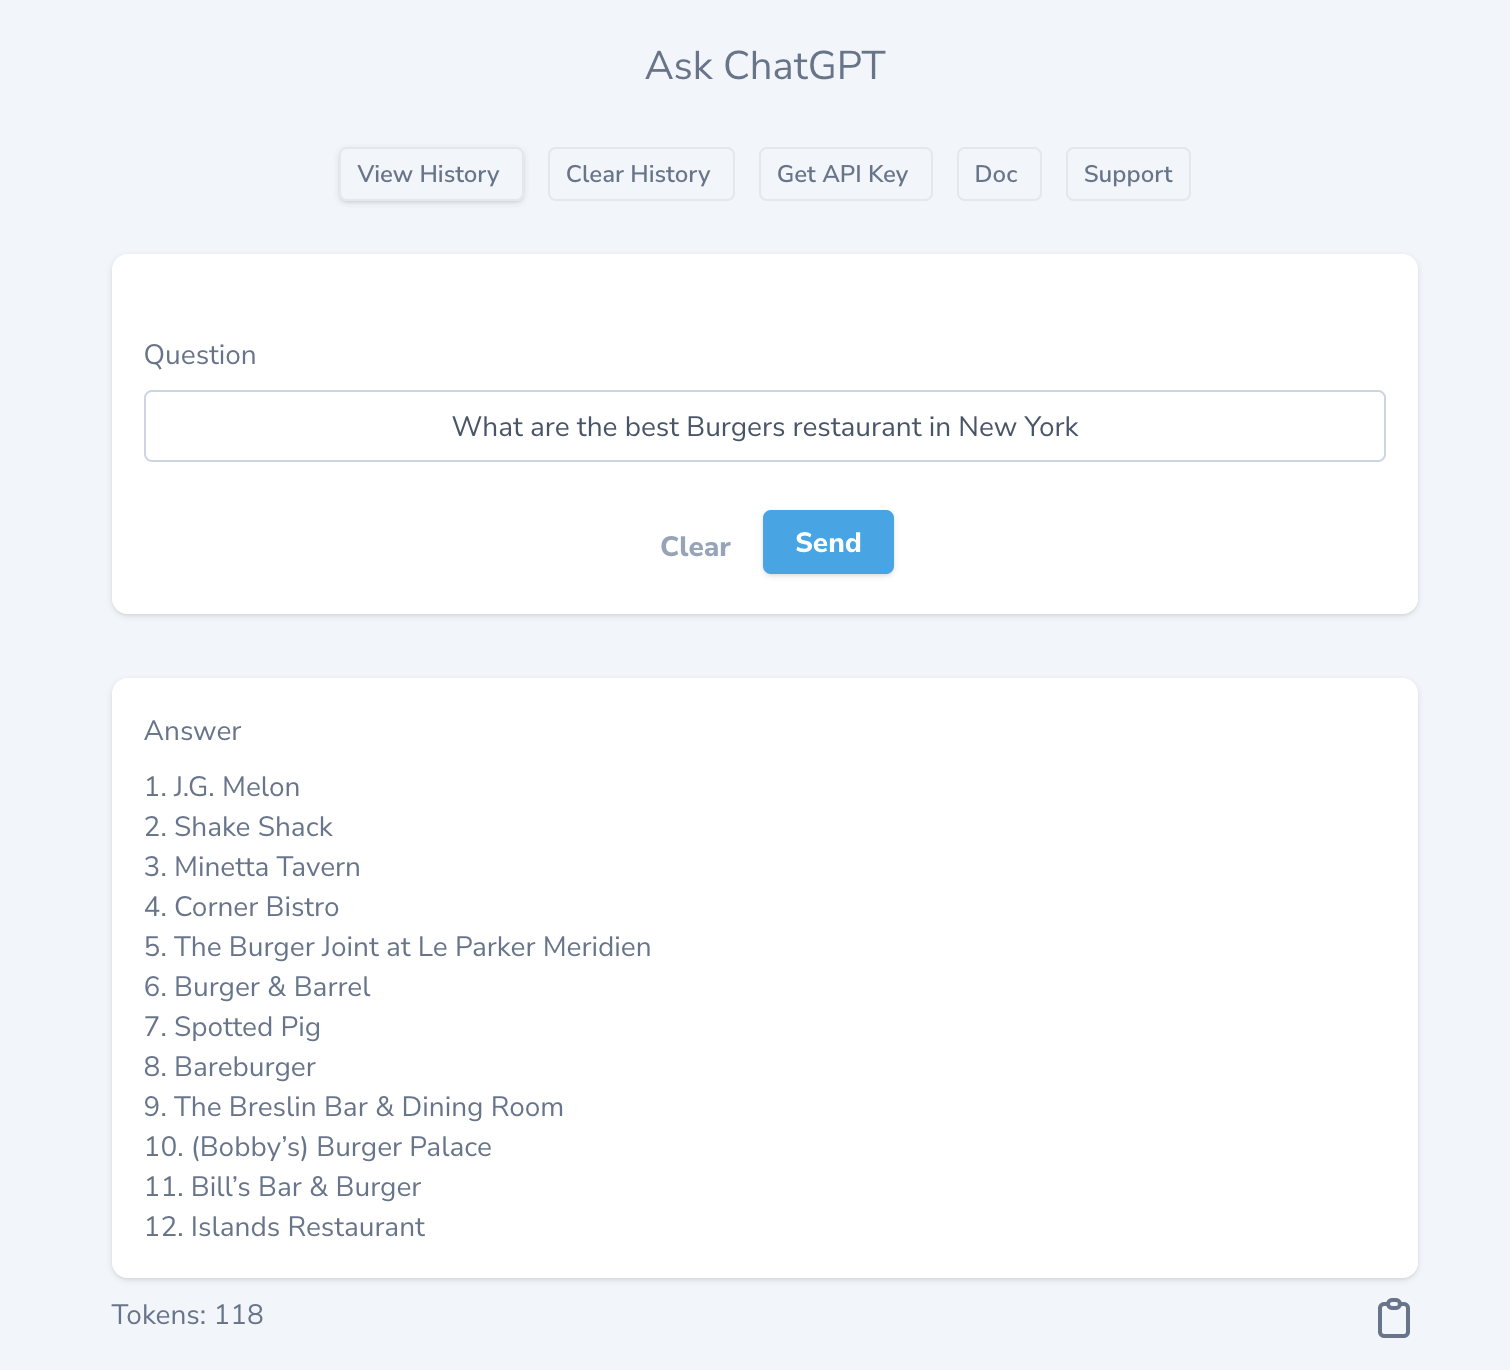 Ask ChatGPT
View History Clear History Get API Key Doc Support
Question
What are the best Burgers restaurant in New York
Clear Send
Answer
1. J.G. Melon
2. Shake Shack
3. Minetta Tavern
4. Corner Bistro
5. The Burger Joint at Le Parker Meridien
6. Burger & Barrel
7. Spotted Pig
8. Bareburger
9. The Breslin Bar & Dining Room
10. (Bobby’s) Burger Palace
11. Bill’s Bar & Burger
12. Islands Restaurant
Tokens: 118